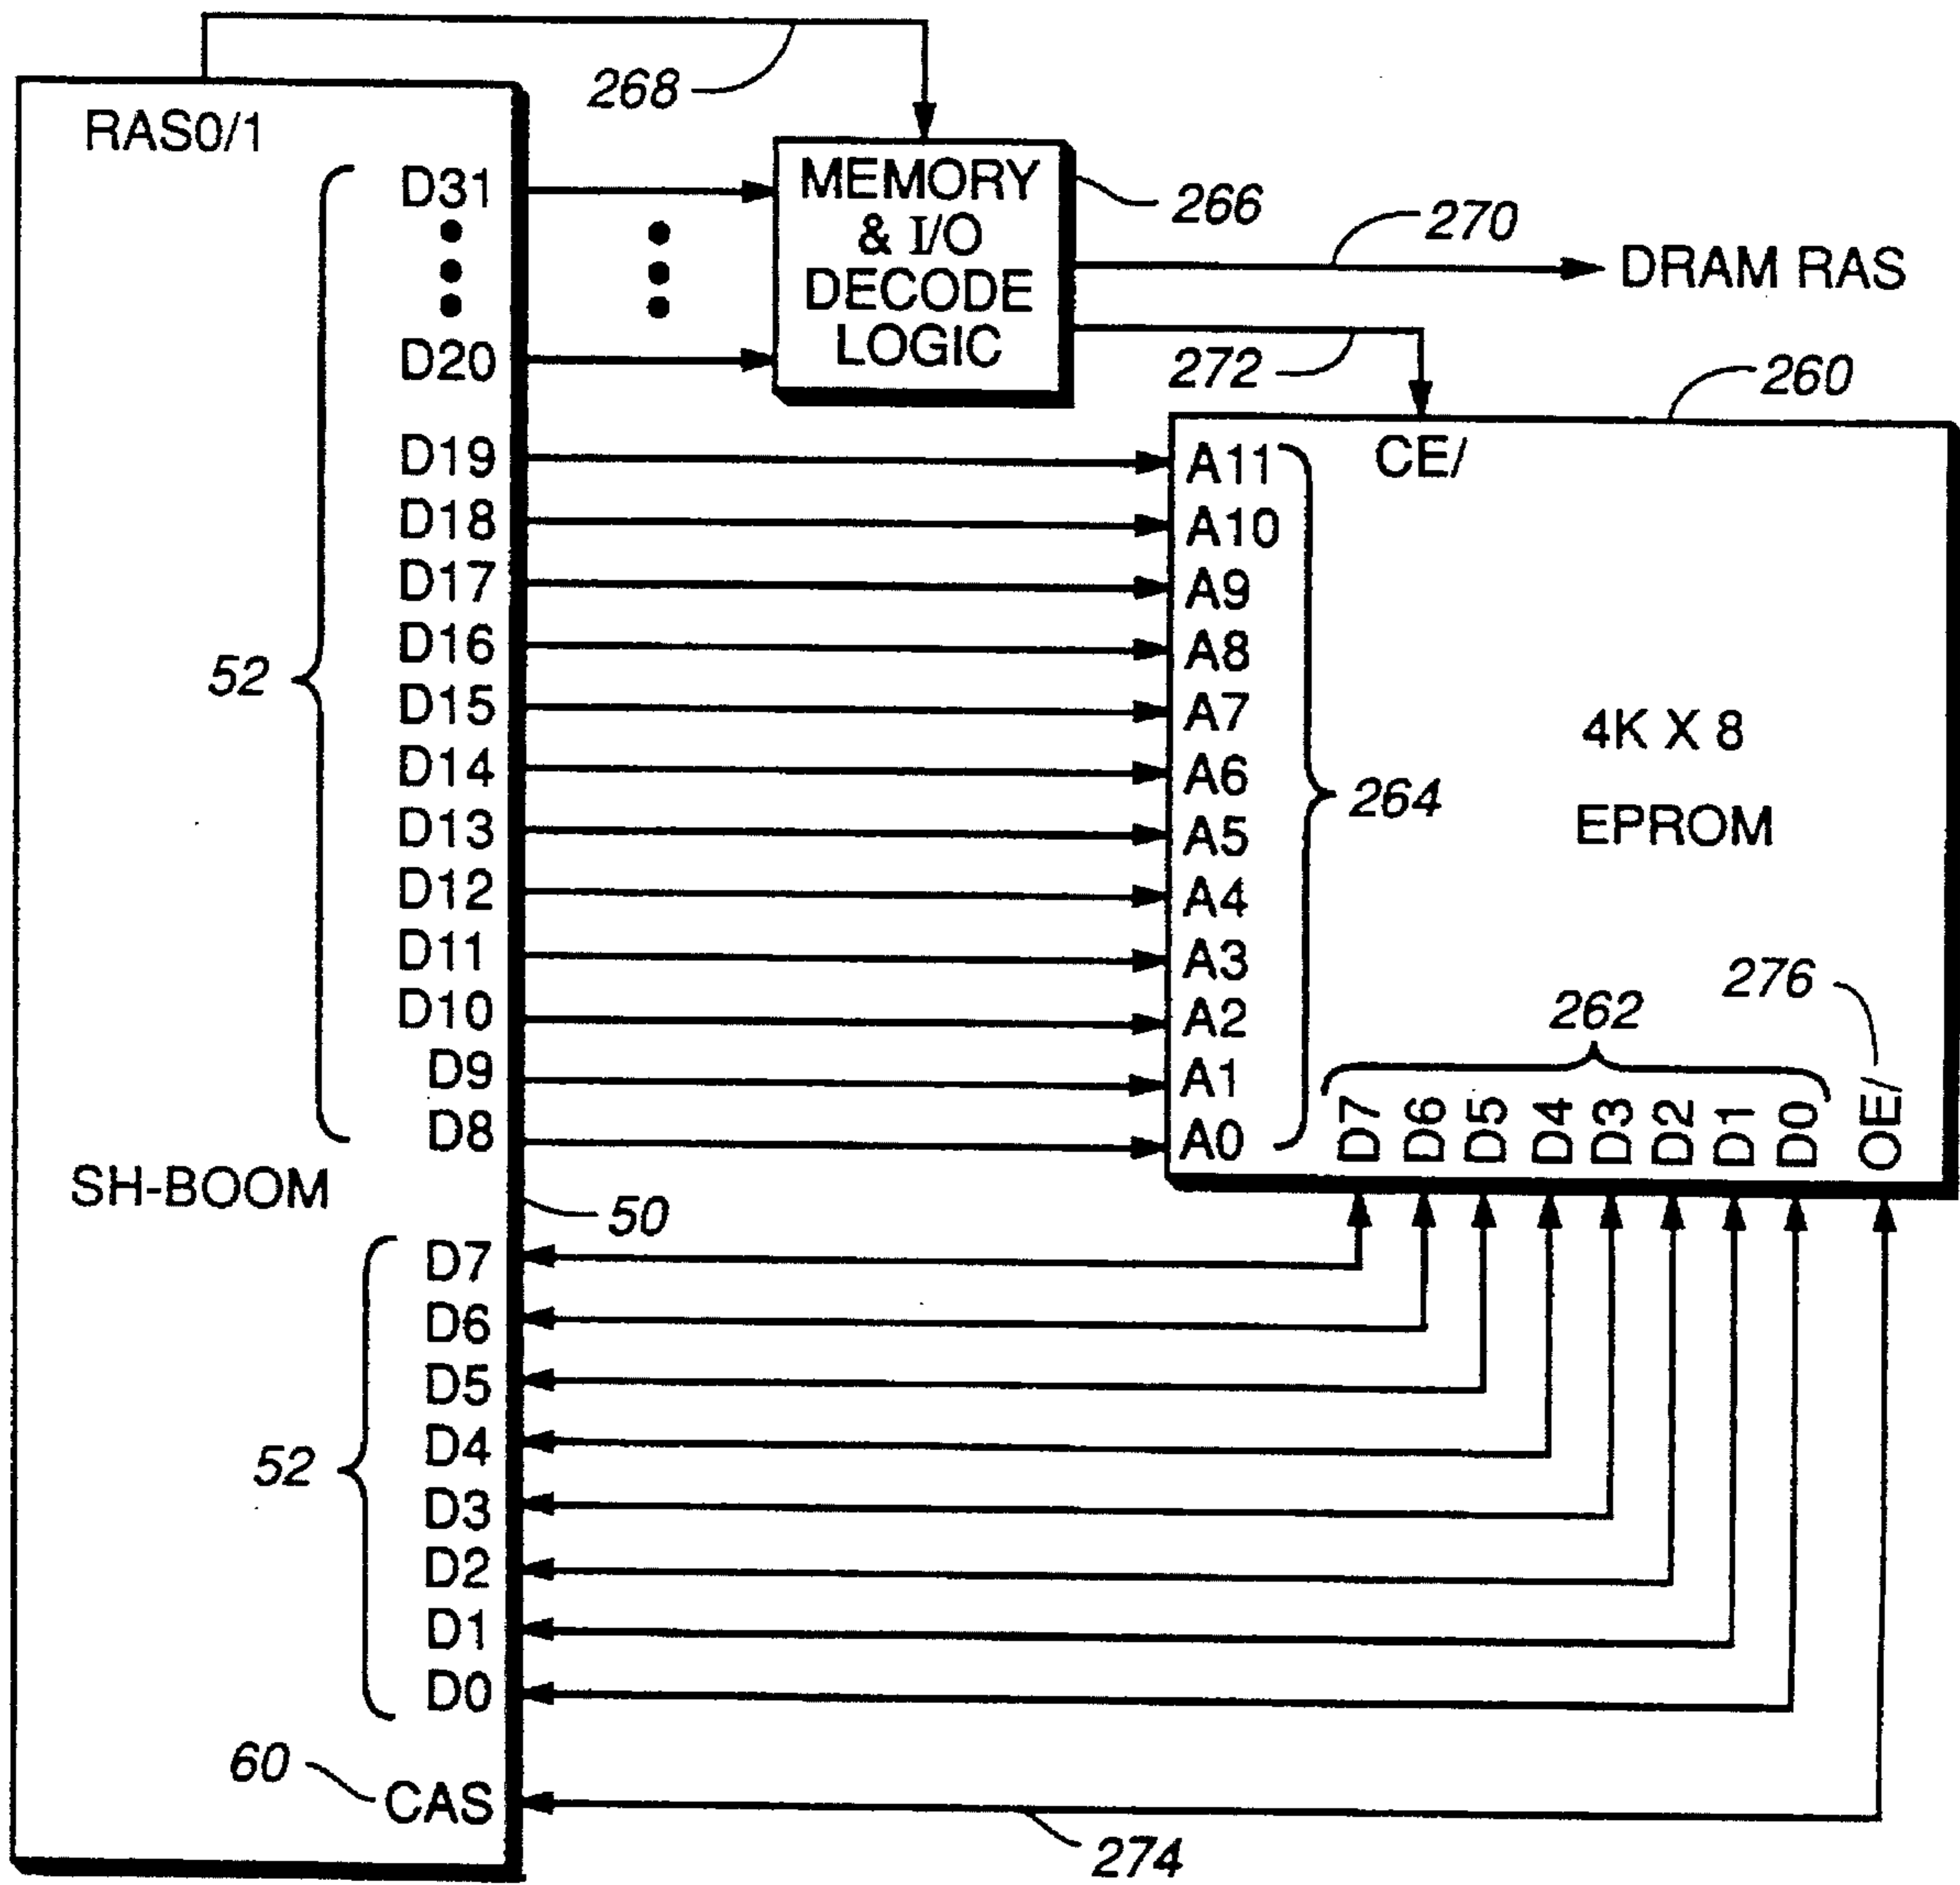 268
RAS0/1
D31
D20
D19
D18
D17
D16
D15
D14
D13
D12
D11
D10
D9
D8
52
SH-BOOM
50
D7
D6
D5
D4
D3
D2
D1
D0
52
60
CAS
274
MEMORY
& I/O
DECODE
LOGIC
266
270
DRAM RAS
272
260
CE/
A11
A10
A9
A8
A7
A6
A5
A4
A3
A2
A1
A0
264
4K X 8
EPROM
276
262
D7
D6
D5
D4
D3
D2
D1
D0
OE/